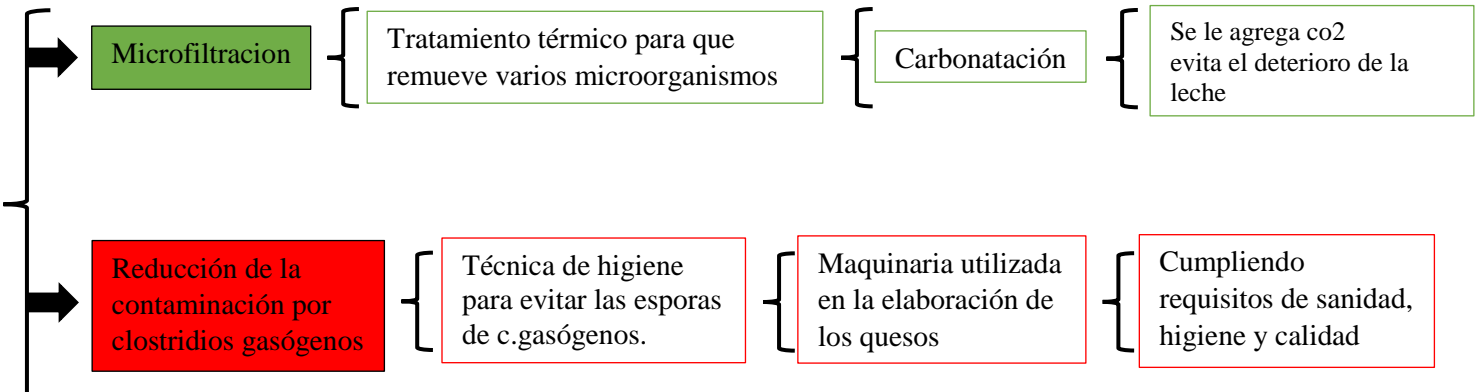 Microfiltracion
Tratamiento térmico para que
remueve varios microorganismos
Carbonatación
Se le agrega co2
evita el deterioro de la
leche
Reducción de la
contaminación por
clostridios gasógenos
Técnica de higiene
para evitar las esporas
de c.gasógenos.
Maquinaria utilizada
en la elaboración de
los quesos
Cumpliendo
requisitos de sanidad,
higiene y calidad